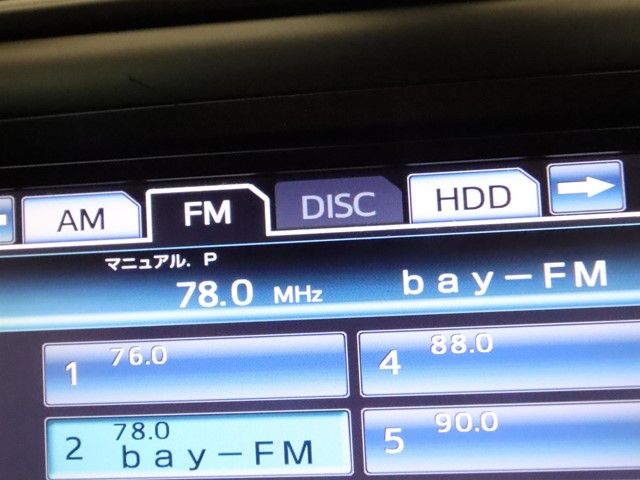 AM FM DISC HDD
マニュアル. P
78.0 MHz bay-FM
1 76.0
4 88.0
2 78.0 bay-FM
5 90.0